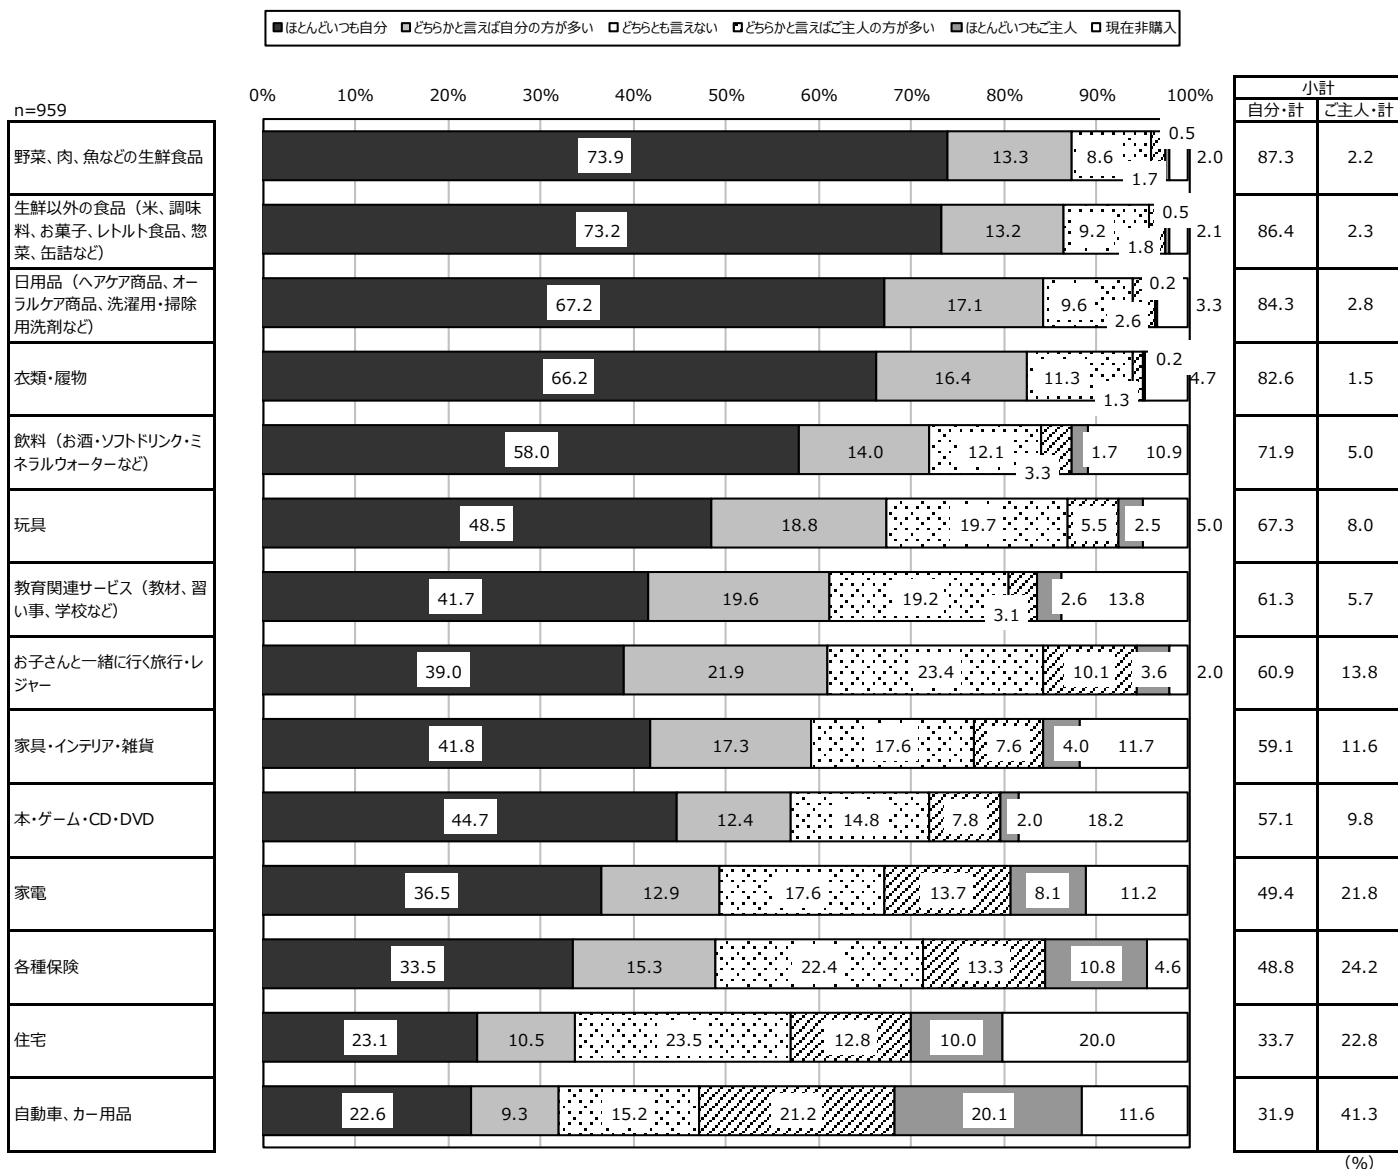 ■ほとんどいつも自分 □どちらかと言えば自分の方が多い □どちらとも言えない □どちらかと言えばご主人の方が多い ■ほとんどいつもご主人 □現在非購入
n=959
0% 10% 20% 30% 40% 50% 60% 70% 80% 90% 100%
小計
自分・計 ご主人・計
野菜、肉、魚などの生鮮食品
73.9 13.3 8.6 1.7 0.5 2.0 87.3 2.2
生鮮以外の食品（米、調味
料、お菓子、レトルト食品、惣
菜、缶詰など）
73.2 13.2 9.2 1.8 0.5 2.1 86.4 2.3
日用品（ヘアケア商品、オー
ラルケア商品、洗濯用・掃除
用洗剤など）
67.2 17.1 9.6 2.6 0.2 3.3 84.3 2.8
衣類・履物
66.2 16.4 11.3 1.3 0.2 4.7 82.6 1.5
飲料（お酒・ソフトドリンク・ミ
ネラルウォーターなど）
58.0 14.0 12.1 3.3 1.7 10.9 71.9 5.0
玩具
48.5 18.8 19.7 5.5 2.5 5.0 67.3 8.0
教育関連サービス（教材、習
い事、学校など）
41.7 19.6 19.2 3.1 2.6 13.8 61.3 5.7
お子さんと一緒に行く旅行・レ
ジャー
39.0 21.9 23.4 10.1 3.6 2.0 60.9 13.8
家具・インテリア・雑貨
41.8 17.3 17.6 7.6 4.0 11.7 59.1 11.6
本・ゲーム・CD・DVD
44.7 12.4 14.8 7.8 2.0 18.2 57.1 9.8
家電
36.5 12.9 17.6 13.7 8.1 11.2 49.4 21.8
各種保険
33.5 15.3 22.4 13.3 10.8 4.6 48.8 24.2
住宅
23.1 10.5 23.5 12.8 10.0 20.0 33.7 22.8
自動車、カー用品
22.6 9.3 15.2 21.2 20.1 11.6 31.9 41.3
（%）